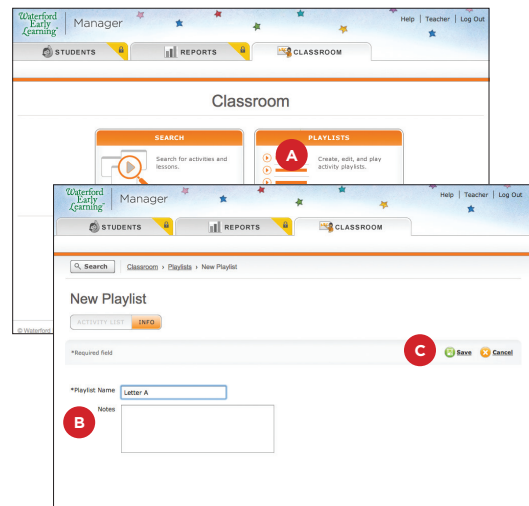 Waterford
Early
Learning
Manager
Help | Teacher | Log Out
STUDENTS
REPORTS
CLASSROOM
Classroom
SEARCH
Search for activities and
lessons.
PLAYLISTS
A
Create, edit, and play
activity playlists.
© Waterford
Waterford
Early
Learning
Manager
Help | Teacher | Log Out
STUDENTS
REPORTS
CLASSROOM
Search
Classroom › Playlists › New Playlist
New Playlist
ACTIVITY LIST
INFO
*Required field
C
Save
Cancel
*Playlist Name
Letter A
Notes
B